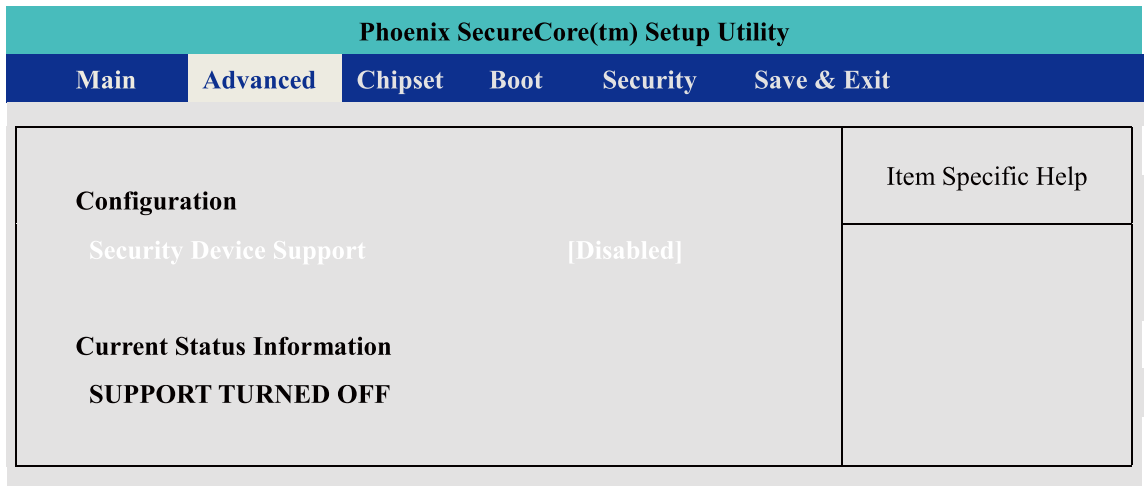 Phoenix SecureCore(tm) Setup Utility
Main Advanced Chipset Boot Security Save & Exit
Item Specific Help
Configuration
Security Device Support [Disabled]
Current Status Information
SUPPORT TURNED OFF